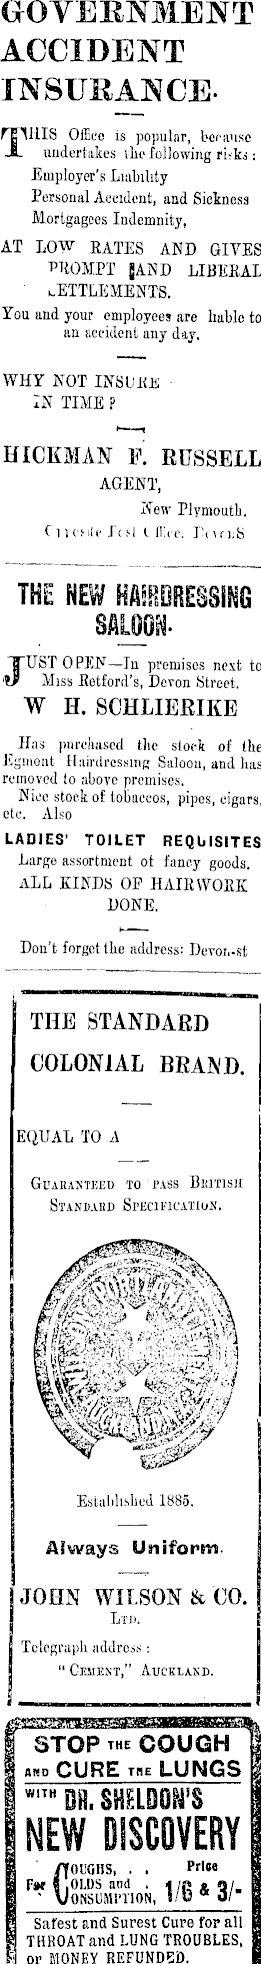 GOVERNMENT
ACCIDENT
INSURANCE.
THIS Office is popular, because
undertakes the following risks:
Employer's Liability
Personal Accident, and Sickness
Mortgagees Indemnity,
AT LOW RATES AND GIVES
PROMPT AND LIBERAL
SETTLEMENTS.
You and your employees are liable to
an accident any day.
WHY NOT INSURE
IN TIME?
HICKMAN F. RUSSELL
AGENT,
New Plymouth.
Opposite Post Office.
THE NEW HAIRDRESSING
SALOON.
JUST OPEN—In premises next to
Miss Retford's, Devon Street.
W H. SCHLIERIKE
Has purchased the stock of the
Egmont Hairdressing Saloon, and has
removed to above premises.
Nice stock of tobaccos, pipes, cigars,
etc. Also
LADIES' TOILET REQUISITES
Large assortment of fancy goods.
ALL KINDS OF HAIRWORK
DONE.
Don't forget the address: Devon-st
THE STANDARD
COLONIAL BRAND.
EQUAL TO A
GUARANTEED TO PASS BRITISH
STANDARD SPECIFICATION.
WILSON PORTLAND CEMENT
AUCKLAND
Established 1885.
Always Uniform.
JOHN WILSON & CO.
LTD.
Telegraph address:
"CEMENT," AUCKLAND.
STOP THE COUGH
AND CURE THE LUNGS
WITH DR. SHELDON'S
NEW DISCOVERY
For COUGHS, . . Price
COLDS and .
CONSUMPTION, 1/6 & 3/-
Safest and Surest Cure for all
THROAT and LUNG TROUBLES,
or MONEY REFUNDED.